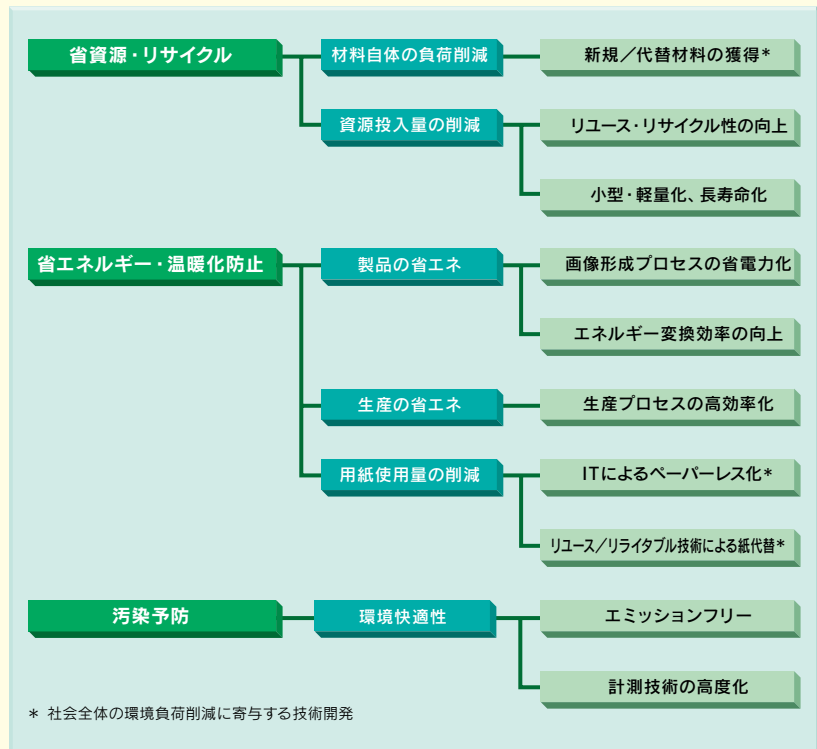 省資源・リサイクル
材料自体の負荷削減
新規／代替材料の獲得*
資源投入量の削減
リユース・リサイクル性の向上
小型・軽量化、長寿命化
省エネルギー・温暖化防止
製品の省エネ
画像形成プロセスの省電力化
エネルギー変換効率の向上
生産の省エネ
生産プロセスの高効率化
用紙使用量の削減
ITによるペーパーレス化*
リユース／リライタブル技術による紙代替*
汚染予防
環境快適性
エミッションフリー
計測技術の高度化
* 社会全体の環境負荷削減に寄与する技術開発